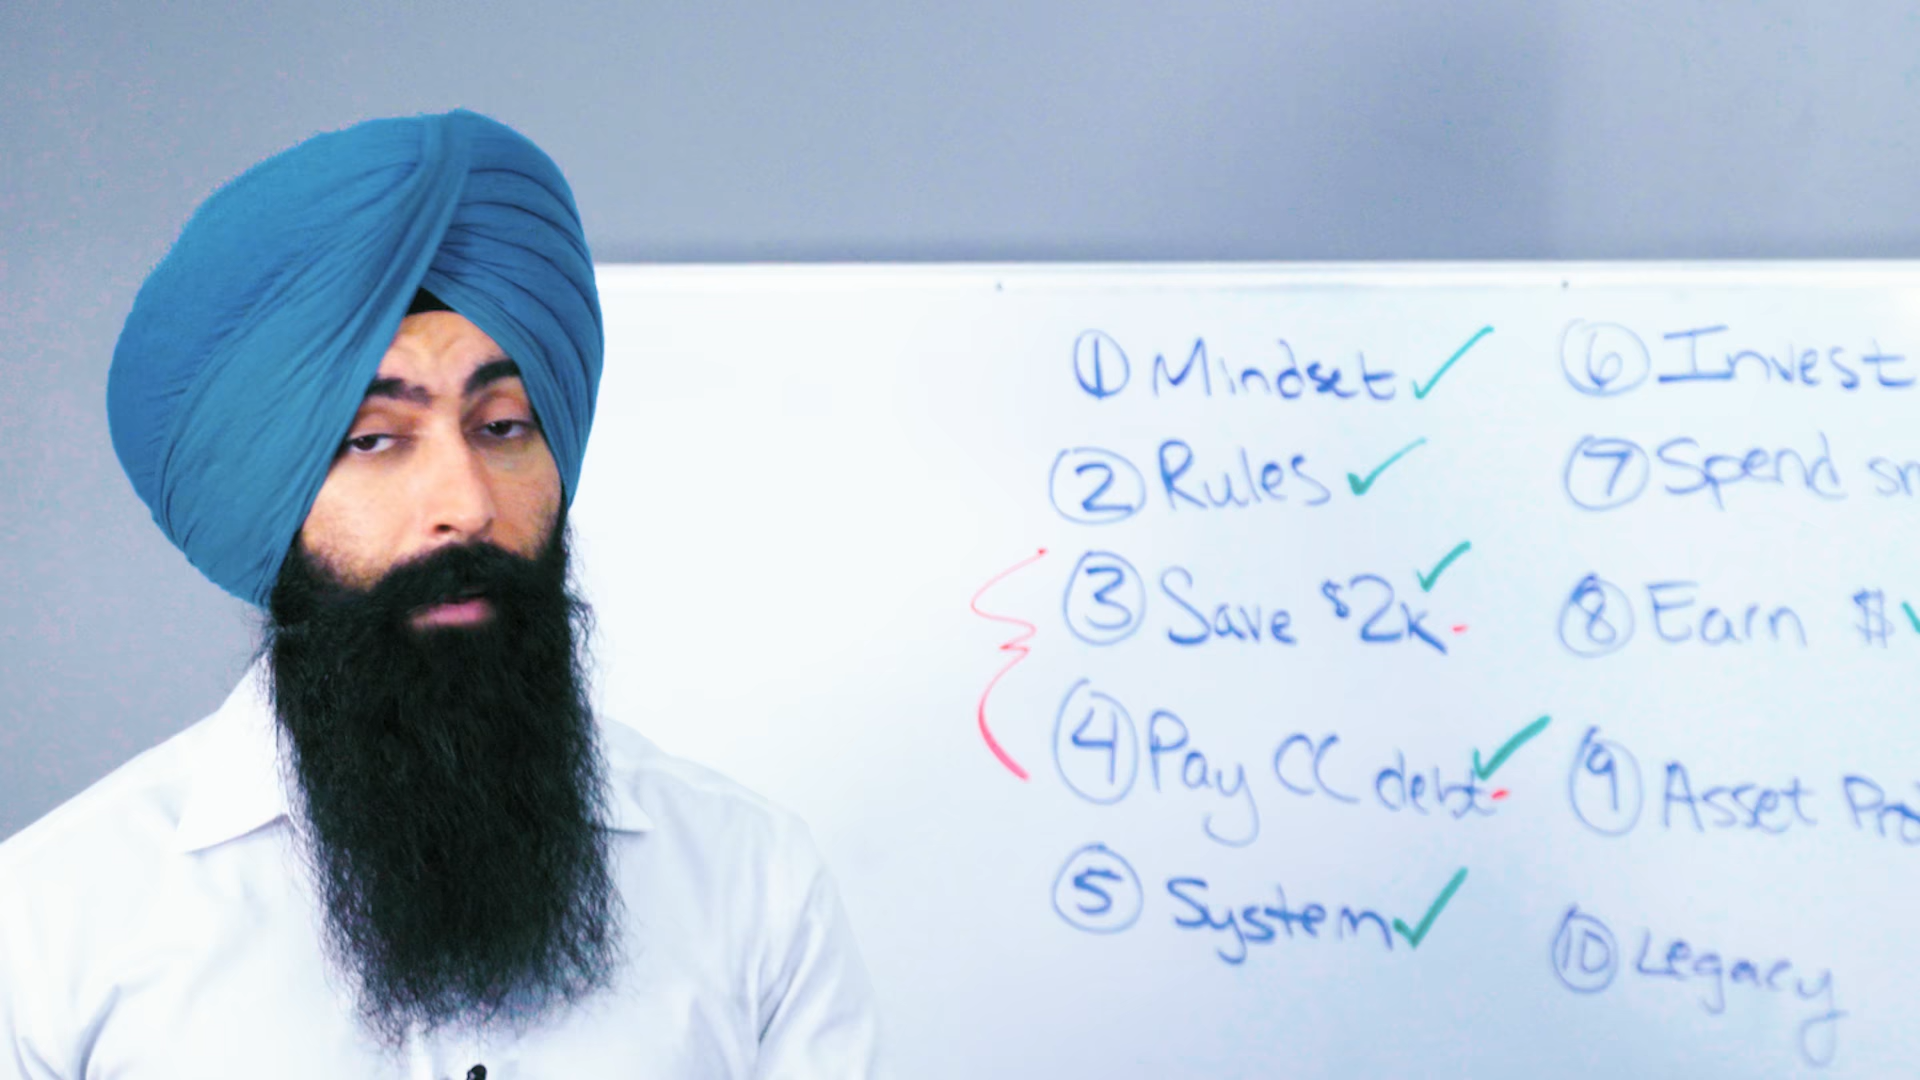 ① Mindset ✓
② Rules ✓
③ Save $2k ✓
④ Pay CC debt ✓
⑤ System ✓
⑥ Invest
⑦ Spend
⑧ Earn $ ✓
⑨ Asset
⑩ Legacy